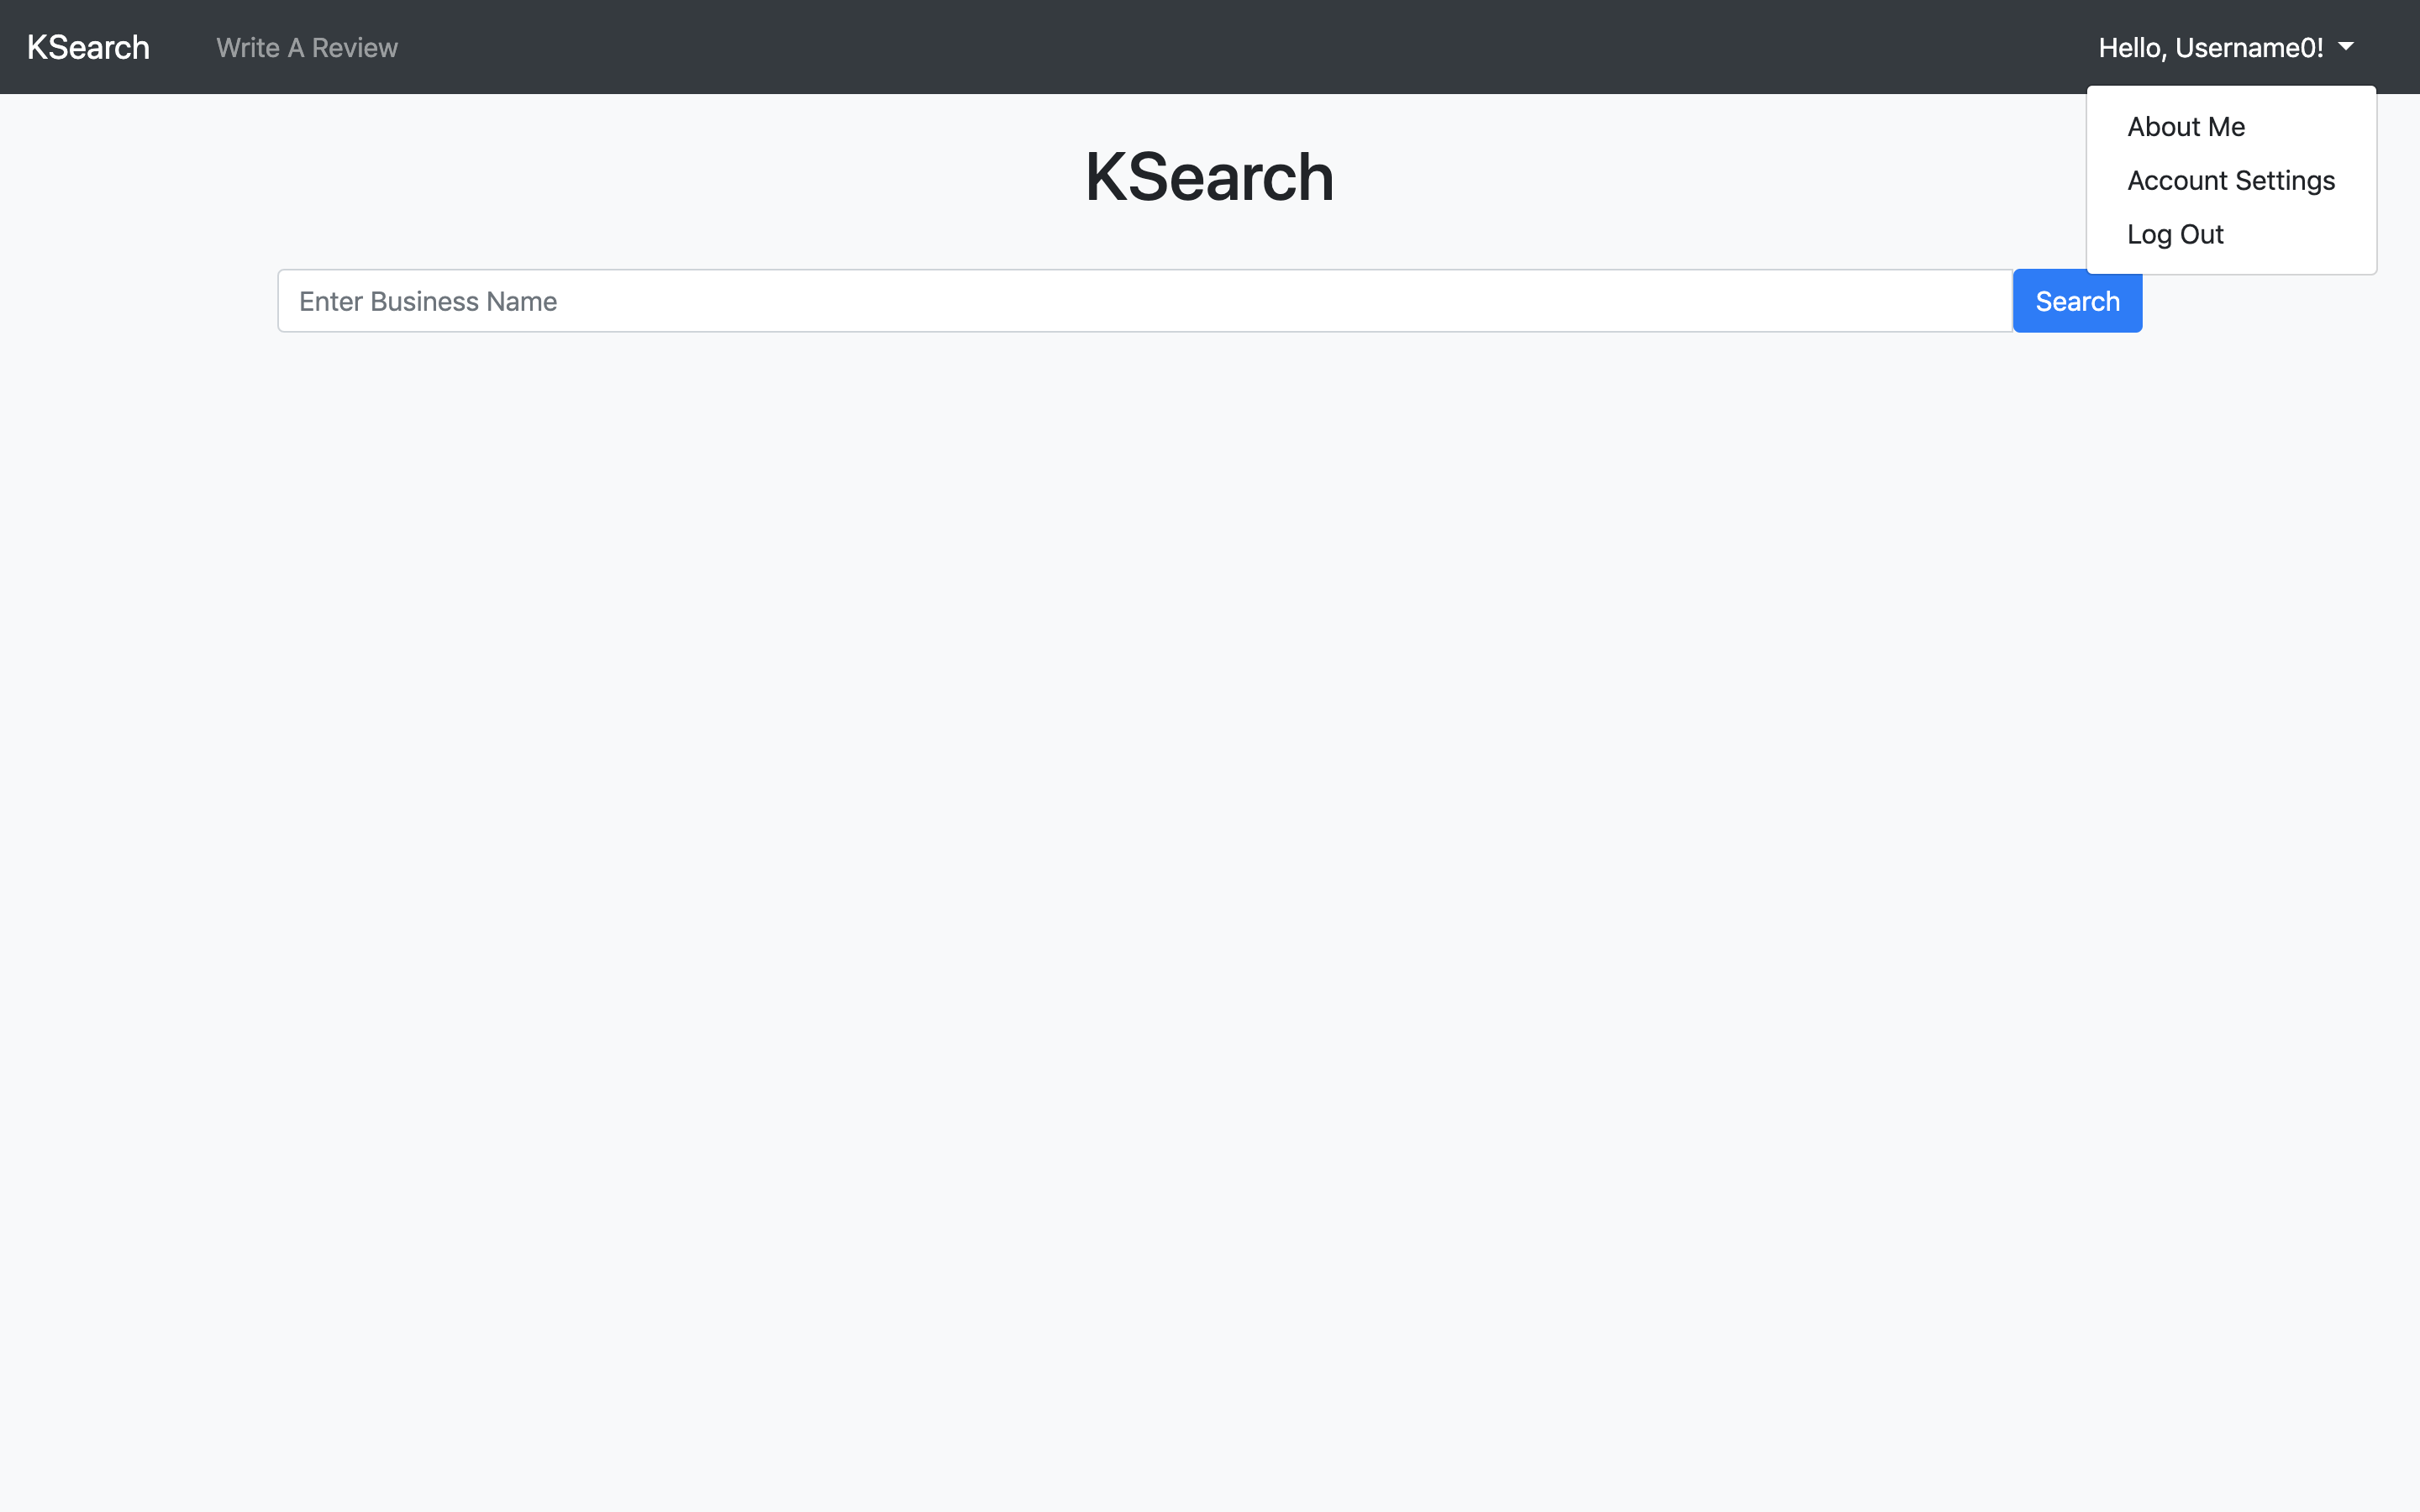 KSearch
Write A Review
Hello, Username0!
About Me
Account Settings
Log Out
KSearch
Enter Business Name
Search